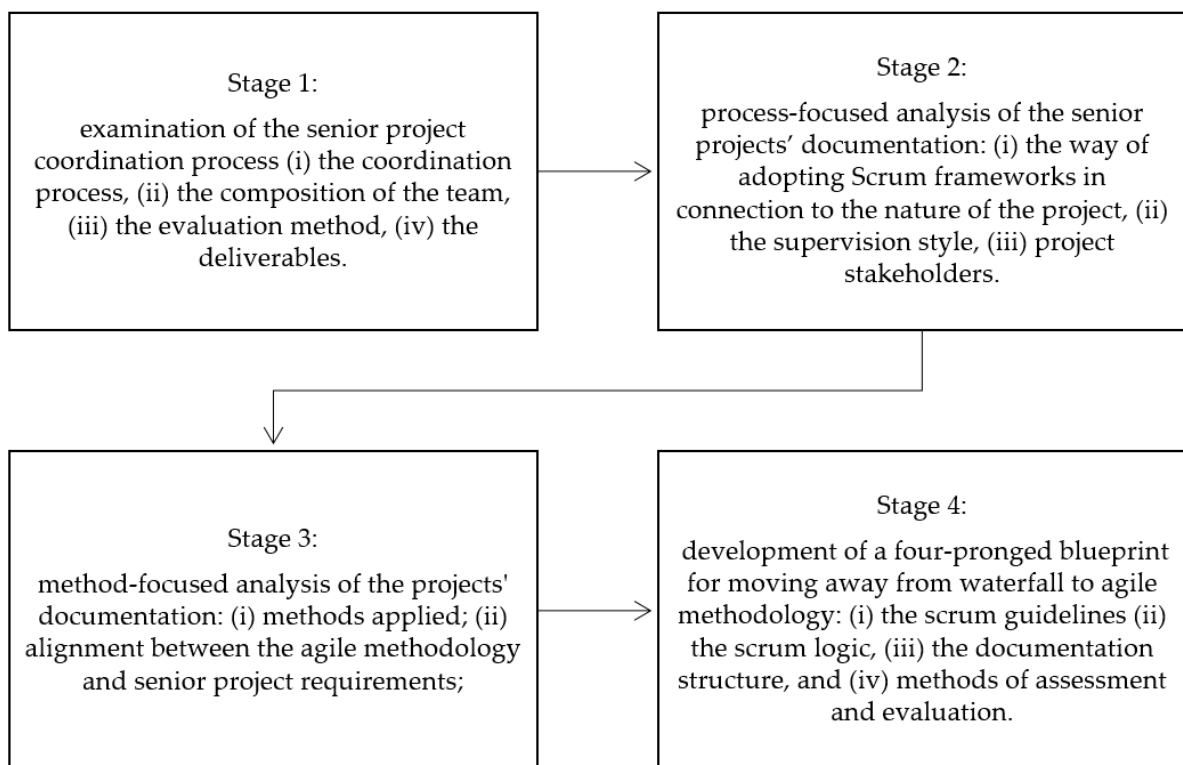 Stage 1:
examination of the senior project
coordination process (i) the coordination
process, (ii) the composition of the team,
(iii) the evaluation method, (iv) the
deliverables.
Stage 2:
process-focused analysis of the senior
projects’ documentation: (i) the way of
adopting Scrum frameworks in
connection to the nature of the project, (ii)
the supervision style, (iii) project
stakeholders.
Stage 3:
method-focused analysis of the projects'
documentation: (i) methods applied; (ii)
alignment between the agile methodology
and senior project requirements;
Stage 4:
development of a four-pronged blueprint
for moving away from waterfall to agile
methodology: (i) the scrum guidelines (ii)
the scrum logic, (iii) the documentation
structure, and (iv) methods of assessment
and evaluation.